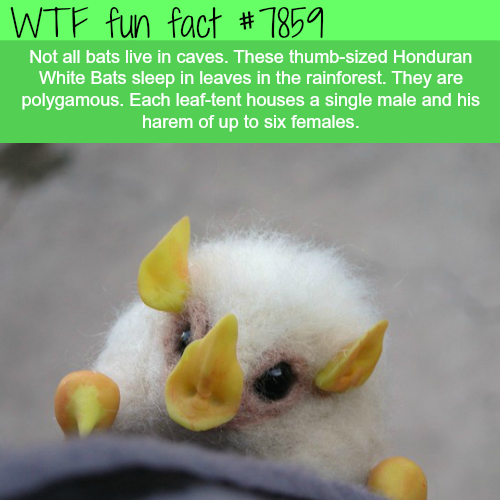 WTF fun fact #7859
Not all bats live in caves. These thumb-sized Honduran
White Bats sleep in leaves in the rainforest. They are
polygamous. Each leaf-tent houses a single male and his
harem of up to six females.